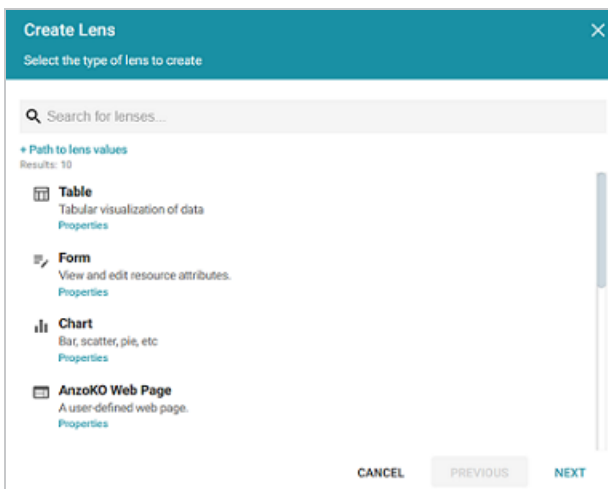 Create Lens
Select the type of lens to create
Search for lenses...
+ Path to lens values
Results: 10
Table
Tabular visualization of data
Properties
Form
View and edit resource attributes.
Properties
Chart
Bar, scatter, pie, etc
Properties
AnzoKO Web Page
A user-defined web page.
Properties
CANCEL PREVIOUS NEXT